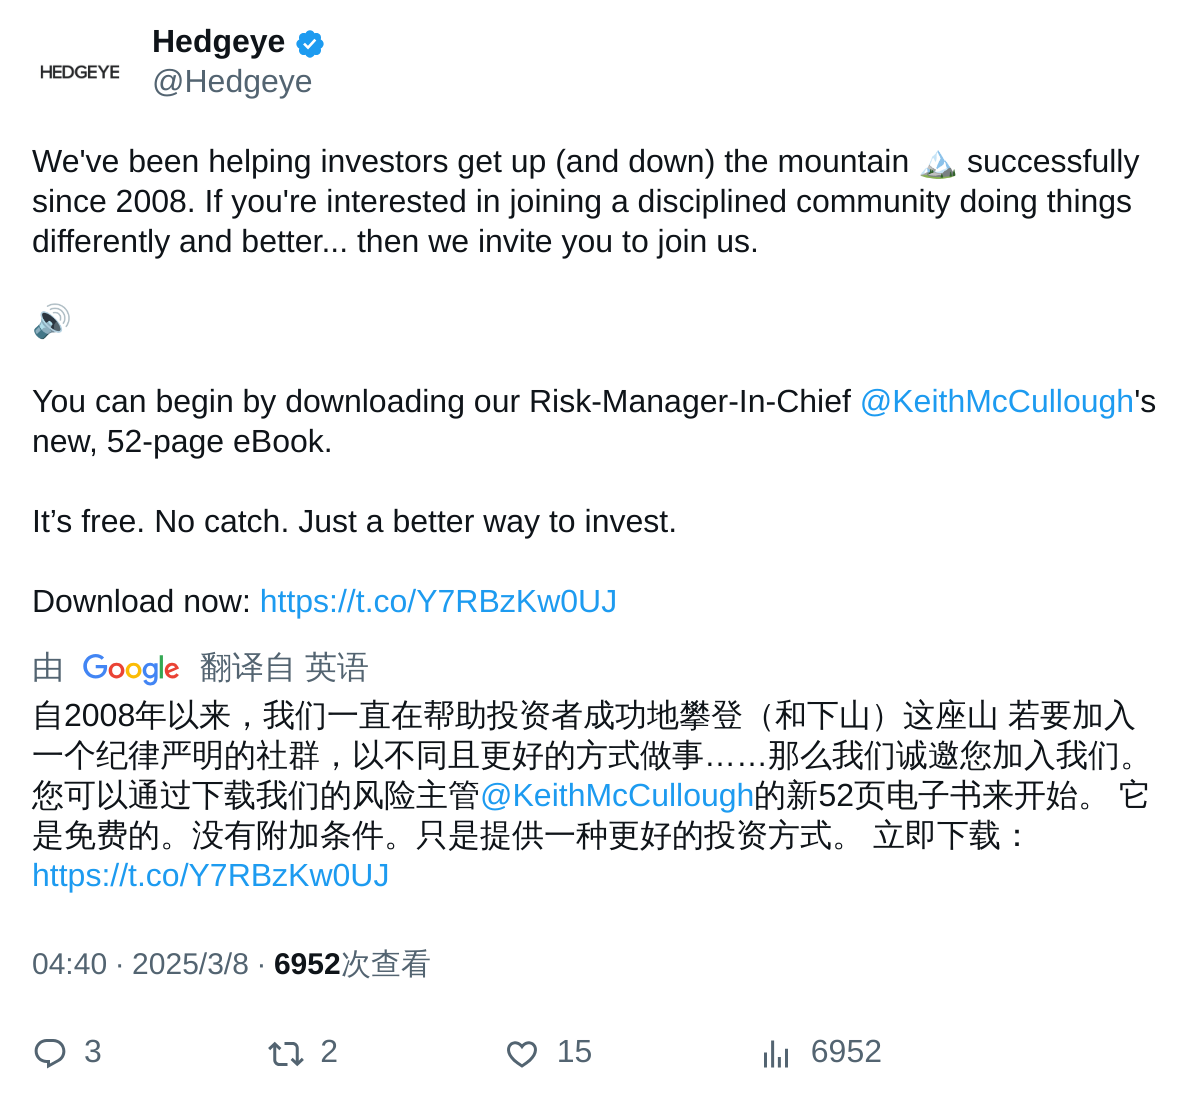 HEDGEYE
Hedgeye
@Hedgeye
We've been helping investors get up (and down) the mountain 🏔️ successfully
since 2008. If you're interested in joining a disciplined community doing things
differently and better... then we invite you to join us.
🔊
You can begin by downloading our Risk-Manager-In-Chief @KeithMcCullough's
new, 52-page eBook.
It’s free. No catch. Just a better way to invest.
Download now: https://t.co/Y7RBzKw0UJ
由 Google 翻译自 英语
自2008年以来，我们一直在帮助投资者成功地攀登（和下山）这座山 若要加入
一个纪律严明的社群，以不同且更好的方式做事……那么我们诚邀您加入我们。
您可以通过下载我们的风险主管@KeithMcCullough的新52页电子书来开始。 它
是免费的。没有附加条件。只是提供一种更好的投资方式。 立即下载：
https://t.co/Y7RBzKw0UJ
04:40 · 2025/3/8 · 6952次查看
3 2 15 6952